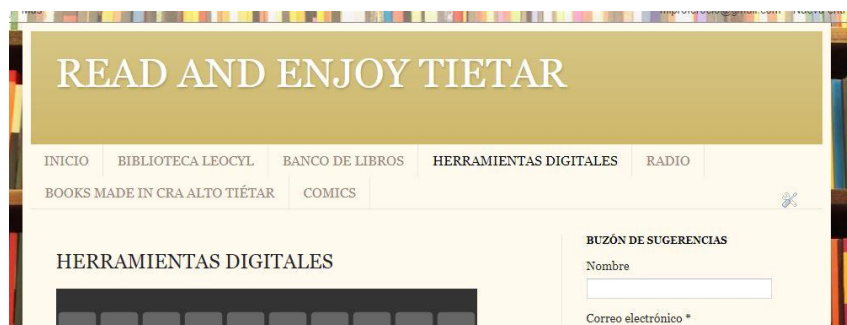 READ AND ENJOY TIETAR
INICIO BIBLIOTECA LEOCYL BANCO DE LIBROS HERRAMIENTAS DIGITALES RADIO
BOOKS MADE IN CRA ALTO TIÉTAR COMICS
HERRAMIENTAS DIGITALES
BUZÓN DE SUGERENCIAS
Nombre
Correo electrónico *